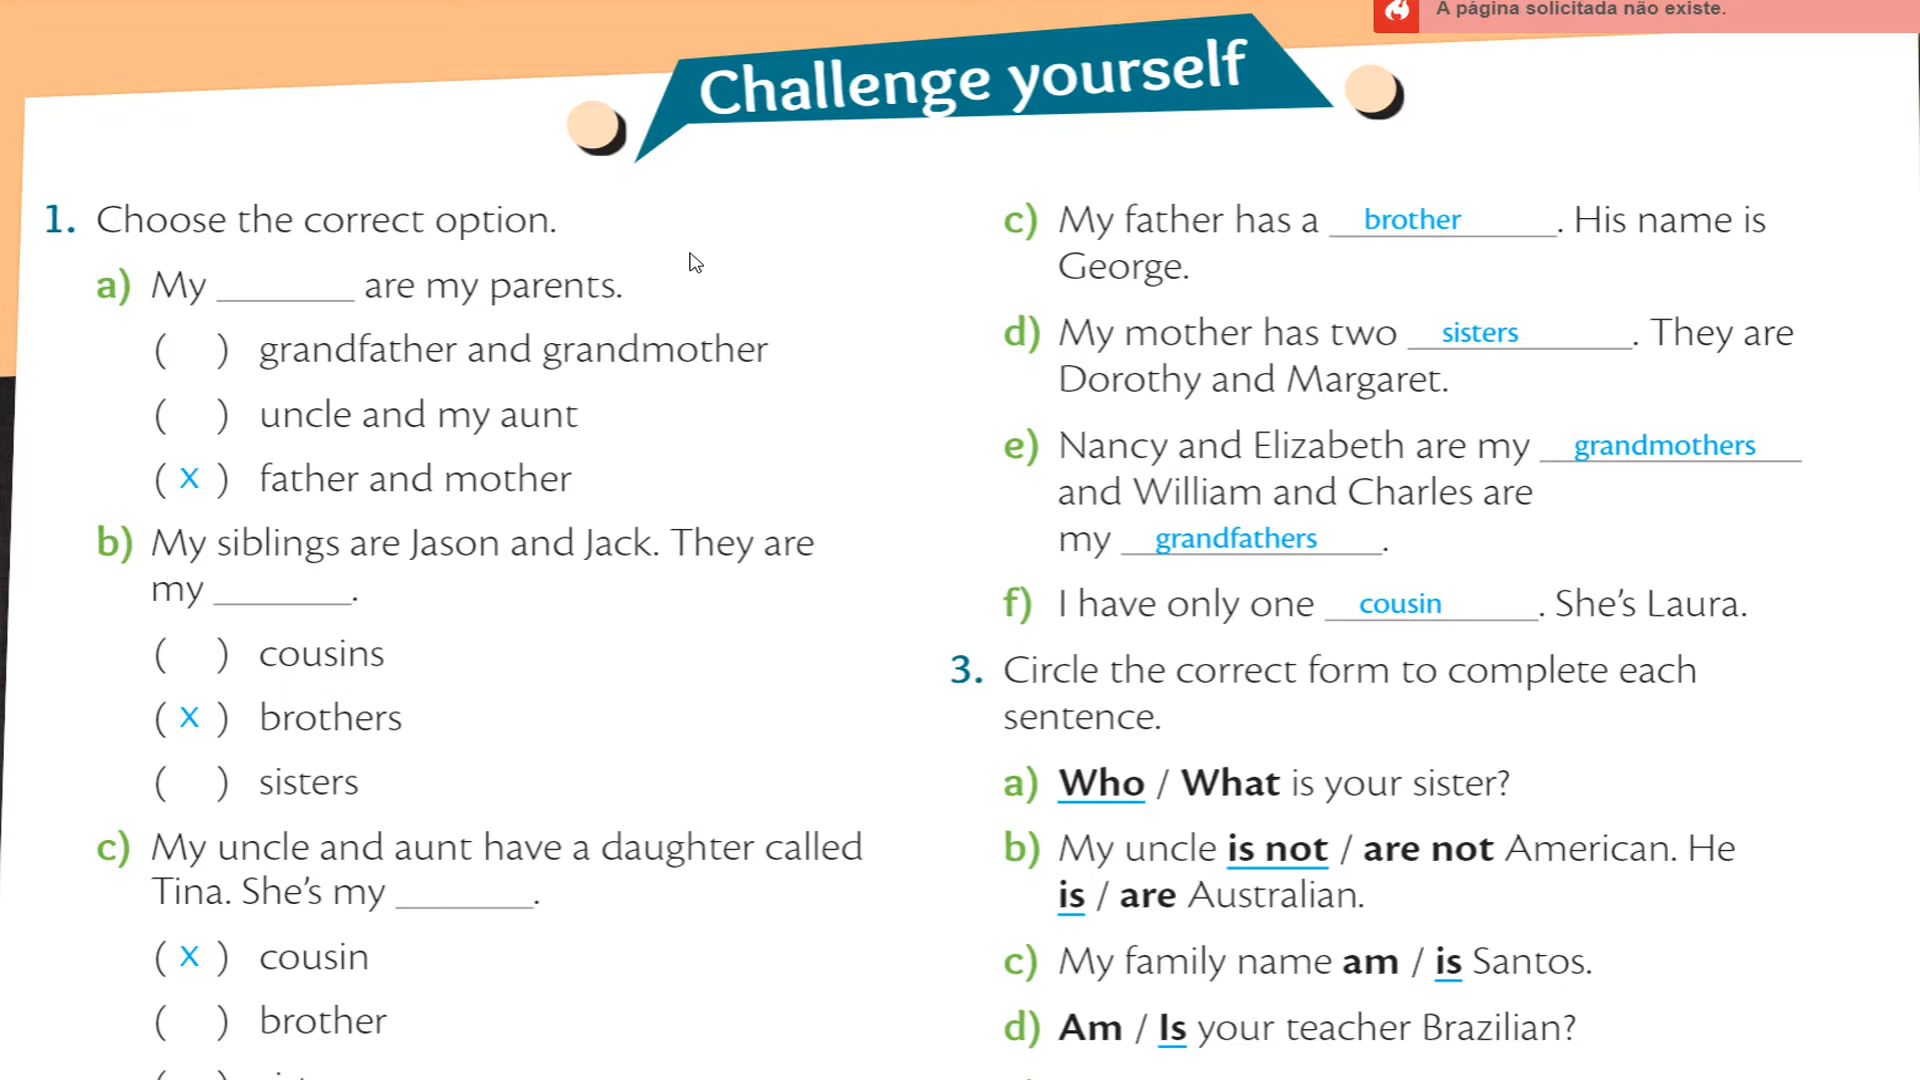 A página solicitada não existe.
Challenge yourself
1. Choose the correct option.
a) My ________ are my parents.
( ) grandfather and grandmother
( ) uncle and my aunt
( x ) father and mother
b) My siblings are Jason and Jack. They are
my ________.
( ) cousins
( x ) brothers
( ) sisters
c) My uncle and aunt have a daughter called
Tina. She's my ________.
( x ) cousin
( ) brother
c) My father has a brother. His name is
George.
d) My mother has two sisters. They are
Dorothy and Margaret.
e) Nancy and Elizabeth are my grandmothers
and William and Charles are
my grandfathers.
f) I have only one cousin. She's Laura.
3. Circle the correct form to complete each
sentence.
a) Who / What is your sister?
b) My uncle is not / are not American. He
is / are Australian.
c) My family name am / is Santos.
d) Am / Is your teacher Brazilian?